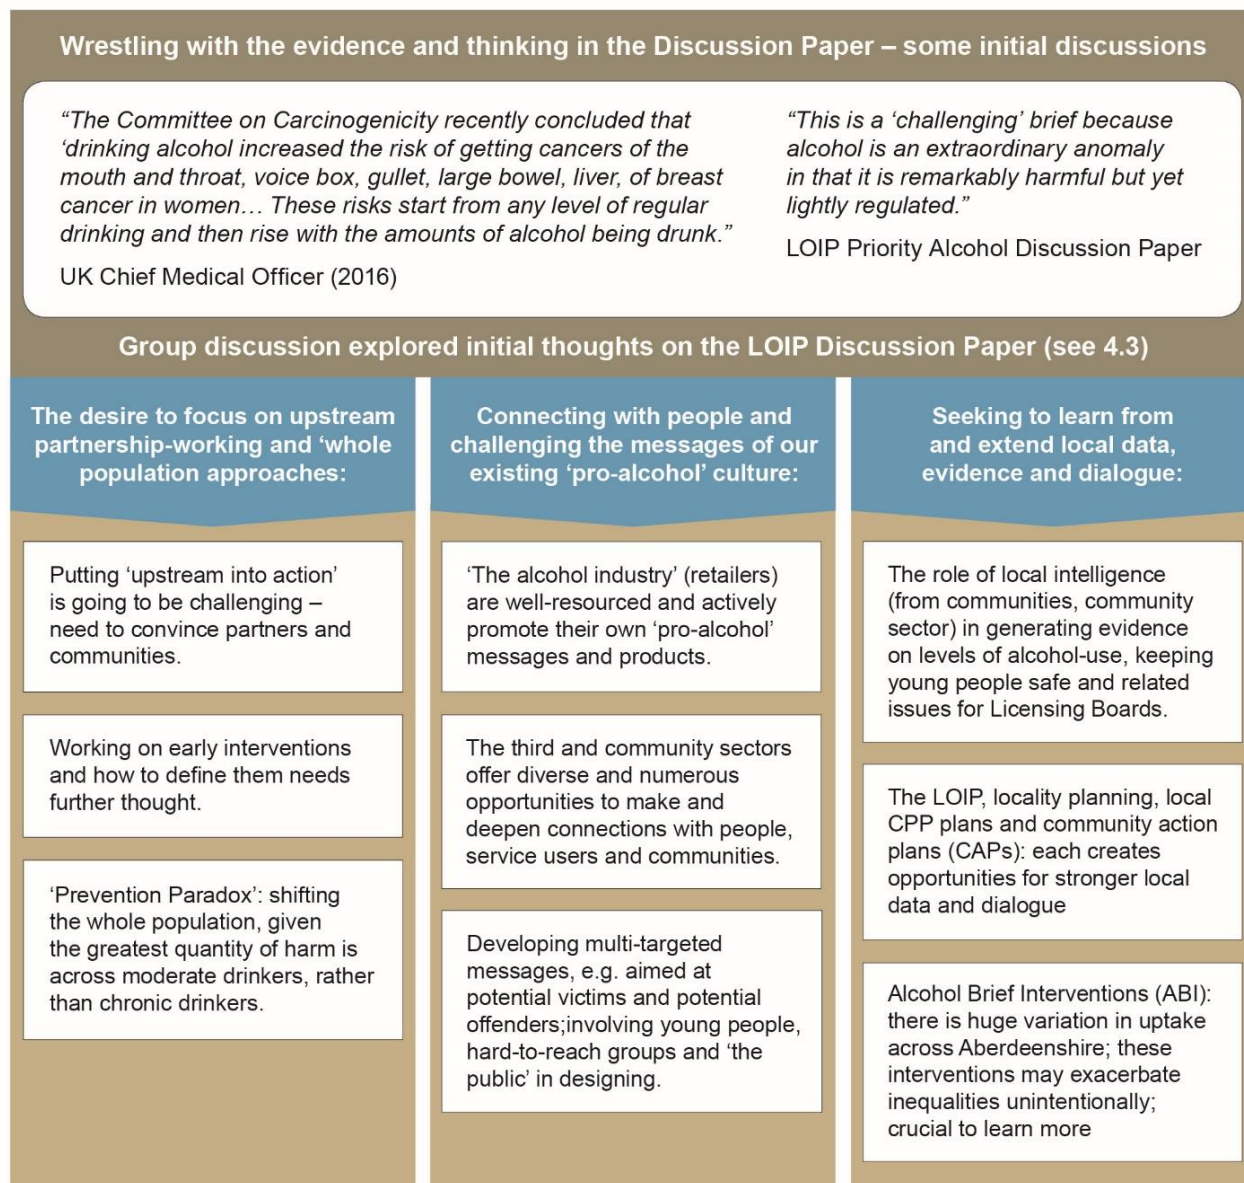 Wrestling with the evidence and thinking in the Discussion Paper – some initial discussions
“The Committee on Carcinogenicity recently concluded that
‘drinking alcohol increased the risk of getting cancers of the
mouth and throat, voice box, gullet, large bowel, liver, of breast
cancer in women… These risks start from any level of regular
drinking and then rise with the amounts of alcohol being drunk.”
UK Chief Medical Officer (2016)
“This is a ‘challenging’ brief because
alcohol is an extraordinary anomaly
in that it is remarkably harmful but yet
lightly regulated.”
LOIP Priority Alcohol Discussion Paper
Group discussion explored initial thoughts on the LOIP Discussion Paper (see 4.3)
The desire to focus on upstream
partnership-working and ‘whole
population approaches:
Putting ‘upstream into action’
is going to be challenging –
need to convince partners and
communities.
Working on early interventions
and how to define them needs
further thought.
‘Prevention Paradox’: shifting
the whole population, given
the greatest quantity of harm is
across moderate drinkers, rather
than chronic drinkers.
Connecting with people and
challenging the messages of our
existing ‘pro-alcohol’ culture:
‘The alcohol industry’ (retailers)
are well-resourced and actively
promote their own ‘pro-alcohol’
messages and products.
The third and community sectors
offer diverse and numerous
opportunities to make and
deepen connections with people,
service users and communities.
Developing multi-targeted
messages, e.g. aimed at
potential victims and potential
offenders;involving young people,
hard-to-reach groups and ‘the
public’ in designing.
Seeking to learn from
and extend local data,
evidence and dialogue:
The role of local intelligence
(from communities, community
sector) in generating evidence
on levels of alcohol-use, keeping
young people safe and related
issues for Licensing Boards.
The LOIP, locality planning, local
CPP plans and community action
plans (CAPs): each creates
opportunities for stronger local
data and dialogue
Alcohol Brief Interventions (ABI):
there is huge variation in uptake
across Aberdeenshire; these
interventions may exacerbate
inequalities unintentionally;
crucial to learn more